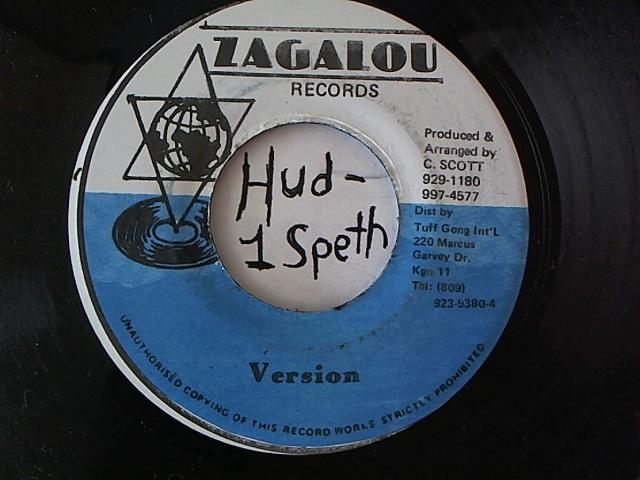 ZAGALOU
RECORDS
Produced &
Arranged by
C. SCOTT
929-1180
997-4577
Dist by
Tuff Gong Int'L
220 Marcus
Garvey Dr.
Kgn 11
Tel: (809)
923-9380-4
Hud-
1 Speth
Version
UNAUTHORISED COPYING OF THIS RECORD WORKS STRICTLY PROHIBITED